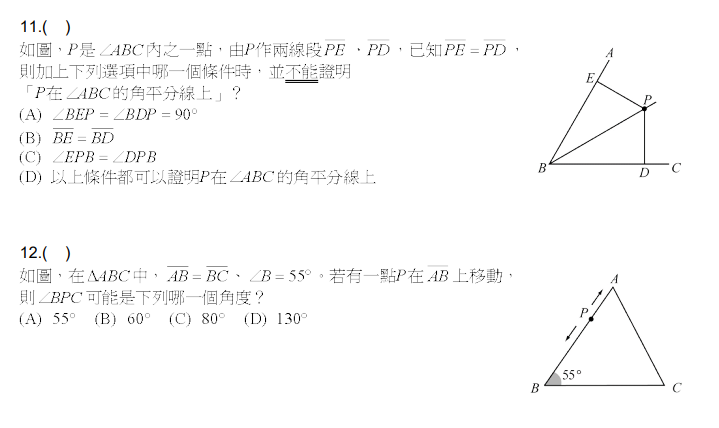 11.(    )
如圖，P是∠ABC內之一點，由P作兩線段PE、PD，已知PE = PD，
則加上下列選項中哪一個條件時，並不能證明
「P在∠ABC的角平分線上」？
(A) ∠BEP = ∠BDP = 90°
(B) BE = BD
(C) ∠EPB = ∠DPB
(D) 以上條件都可以證明P在∠ABC的角平分線上
A
E
P
B
D
C
12.(    )
如圖，在ΔABC中，AB = BC、∠B = 55°。若有一點P在AB上移動，
則∠BPC可能是下列哪一個角度？
(A) 55°  (B) 60°  (C) 80°  (D) 130°
A
P
55°
B
C